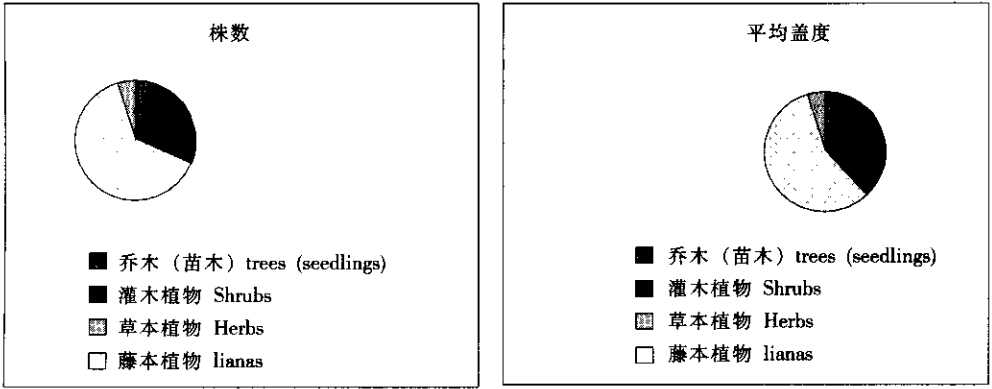 株数
乔木（苗木）trees (seedlings)
灌木植物 Shrubs
草本植物 Herbs
藤本植物 lianas
平均盖度
乔木（苗木）trees (seedlings)
灌木植物 Shrubs
草本植物 Herbs
藤本植物 lianas